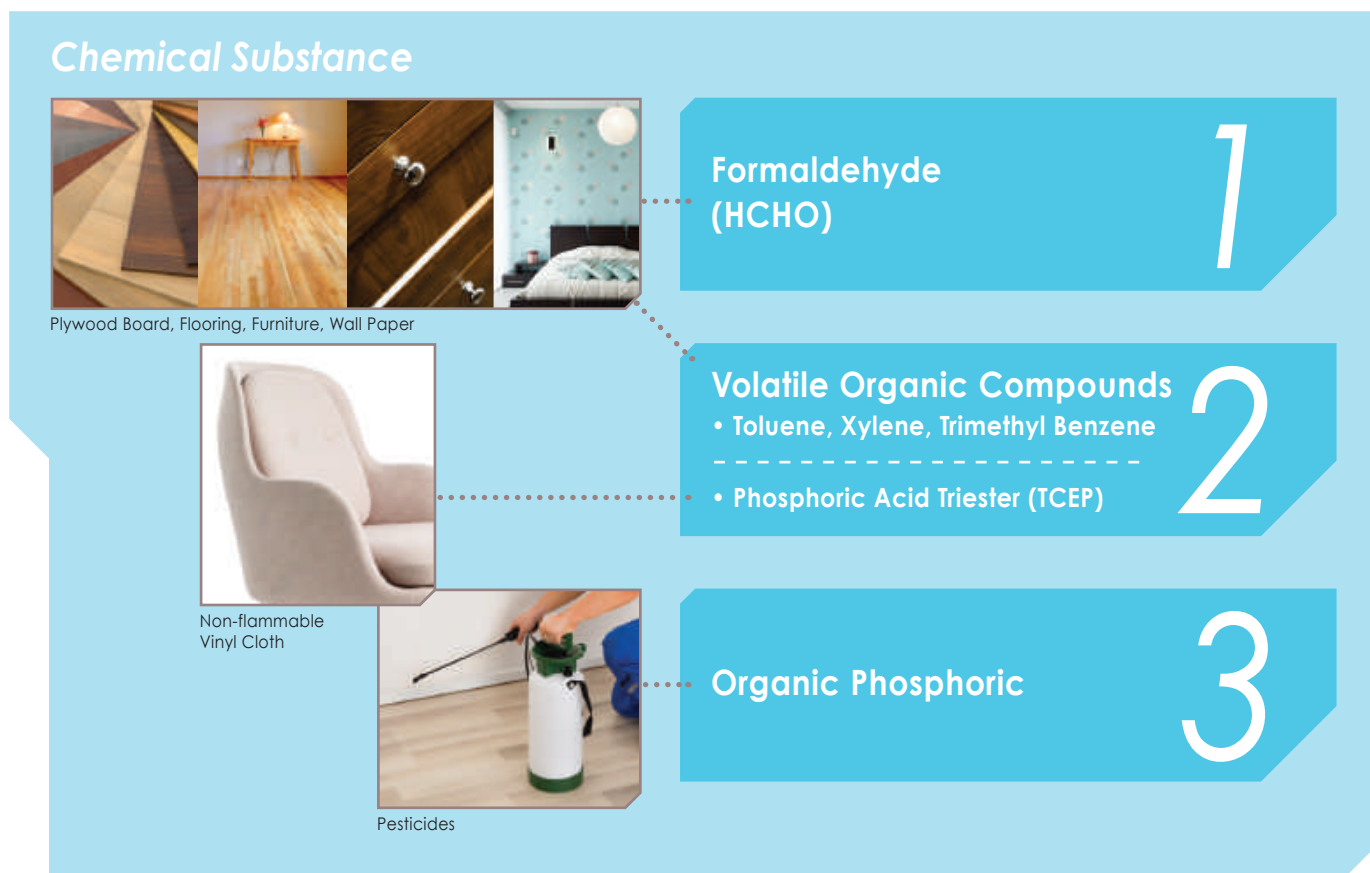 Chemical Substance
Formaldehyde
(HCHO)
1
Plywood Board, Flooring, Furniture, Wall Paper
Volatile Organic Compounds
• Toluene, Xylene, Trimethyl Benzene
• Phosphoric Acid Triester (TCEP)
2
Non-flammable
Vinyl Cloth
Organic Phosphoric
3
Pesticides